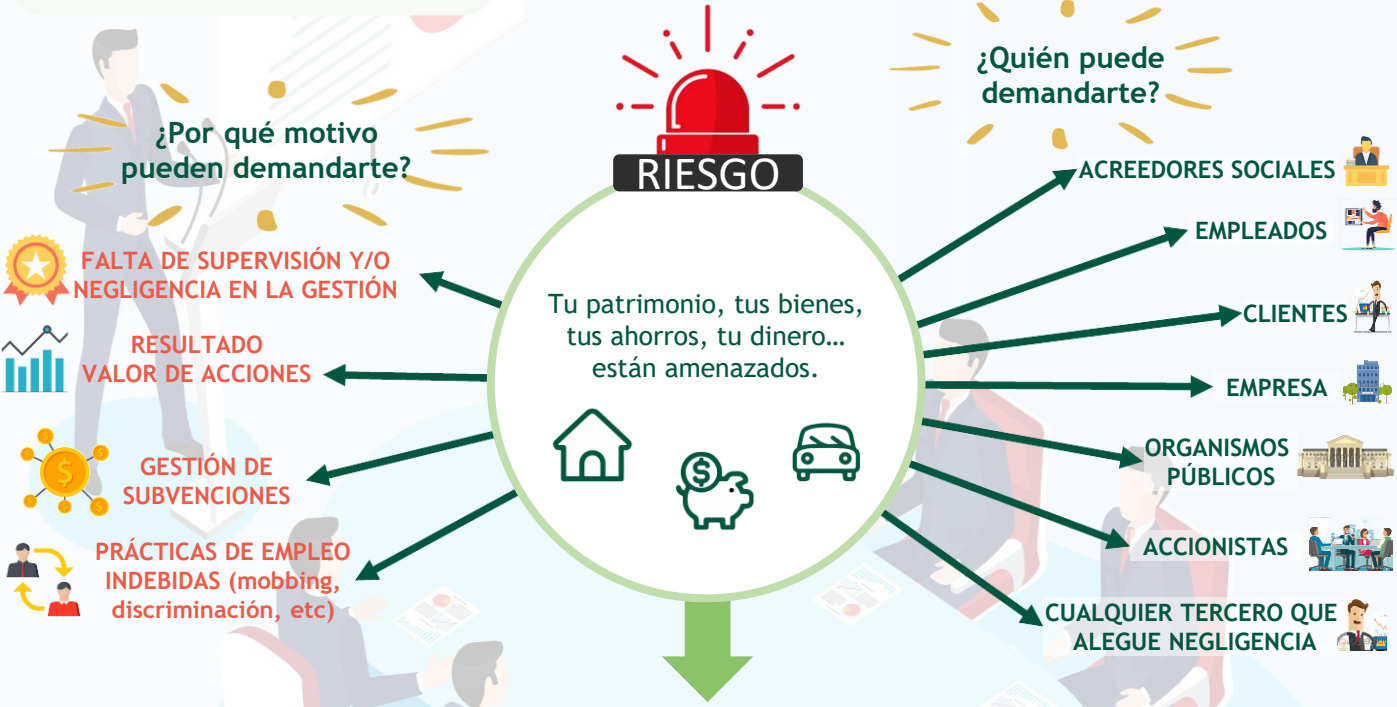 ¿Por qué motivo
pueden demandarte?
FALTA DE SUPERVISIÓN Y/O
NEGLIGENCIA EN LA GESTIÓN
RESULTADO
VALOR DE ACCIONES
GESTIÓN DE
SUBVENCIONES
PRÁCTICAS DE EMPLEO
INDEBIDAS (mobbing,
discriminación, etc)
RIESGO
Tu patrimonio, tus bienes,
tus ahorros, tu dinero…
están amenazados.
¿Quién puede
demandarte?
ACREEDORES SOCIALES
EMPLEADOS
CLIENTES
EMPRESA
ORGANISMOS
PÚBLICOS
ACCIONISTAS
CUALQUIER TERCERO QUE
ALEGUE NEGLIGENCIA